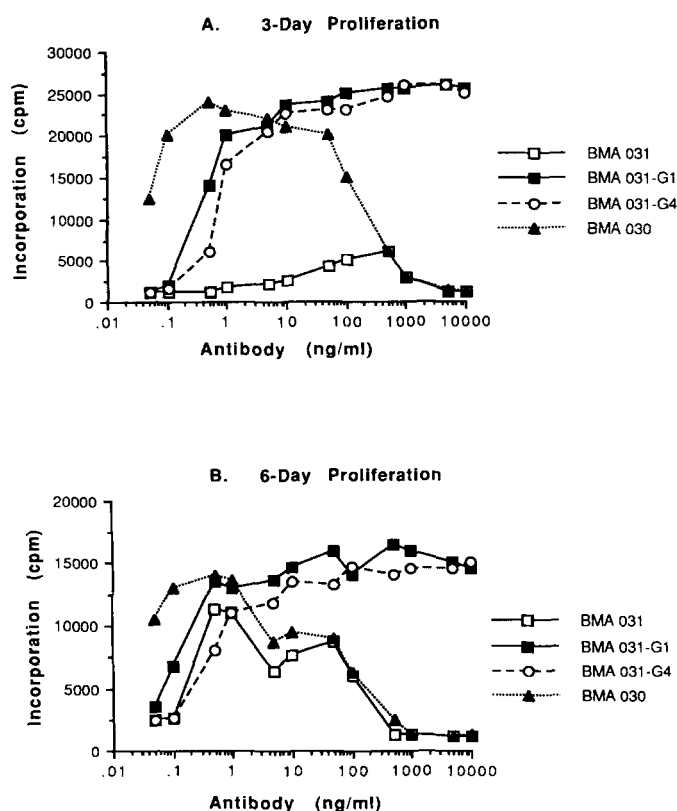 A. 3-Day Proliferation
30000
25000
20000
15000
10000
5000
0
Incorporation (cpm)
.01 .1 1 10 100 1000 10000
Antibody (ng/ml)
BMA 031
BMA 031-G1
BMA 031-G4
BMA 030
B. 6-Day Proliferation
20000
15000
10000
5000
0
Incorporation (cpm)
.01 .1 1 10 100 1000 10000
Antibody (ng/ml)
BMA 031
BMA 031-G1
BMA 031-G4
BMA 030